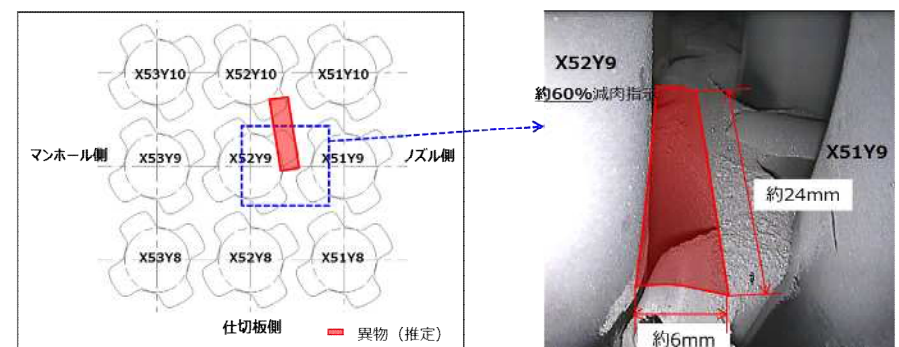 X53Y10
X52Y10
X51Y10
マンホール側
X53Y9
X52Y9
X51Y9
ノズル側
X53Y8
X52Y8
X51Y8
仕切板側
異物（推定）
X52Y9
約60%減肉指示
X51Y9
約24mm
約6mm